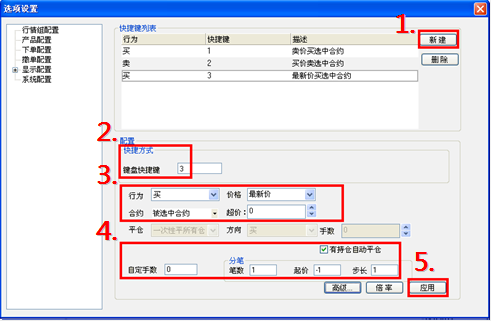 选项设置
行情组配置
产品配置
下单配置
撤单配置
显示配置
系统配置
快捷键列表
1.
行为 快捷键 描述
买 1 卖价买选中合约
卖 2 买价卖选中合约
买 3 最新价买选中合约
新建
删除
2.
配置
快捷方式
键盘快捷键 3
3.
行为 买 价格 最新价
合约 被选中合约 超价: 0
4.
平仓 一次性平所有仓 方向 买 手数 0
有持仓自动平仓
分笔
自定手数 0 笔数 1 起价 -1 步长 1
5.
高级... 倍率 应用